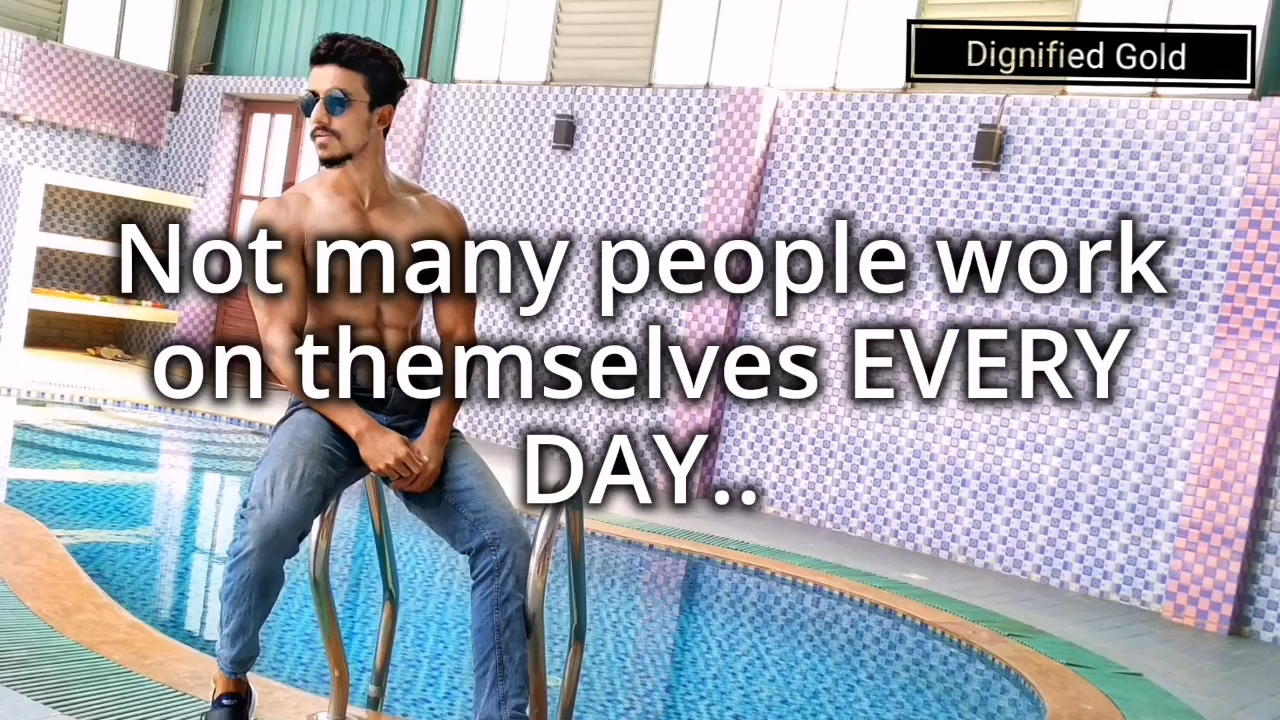 Dignified Gold
Not many people work
on themselves EVERY
DAY..